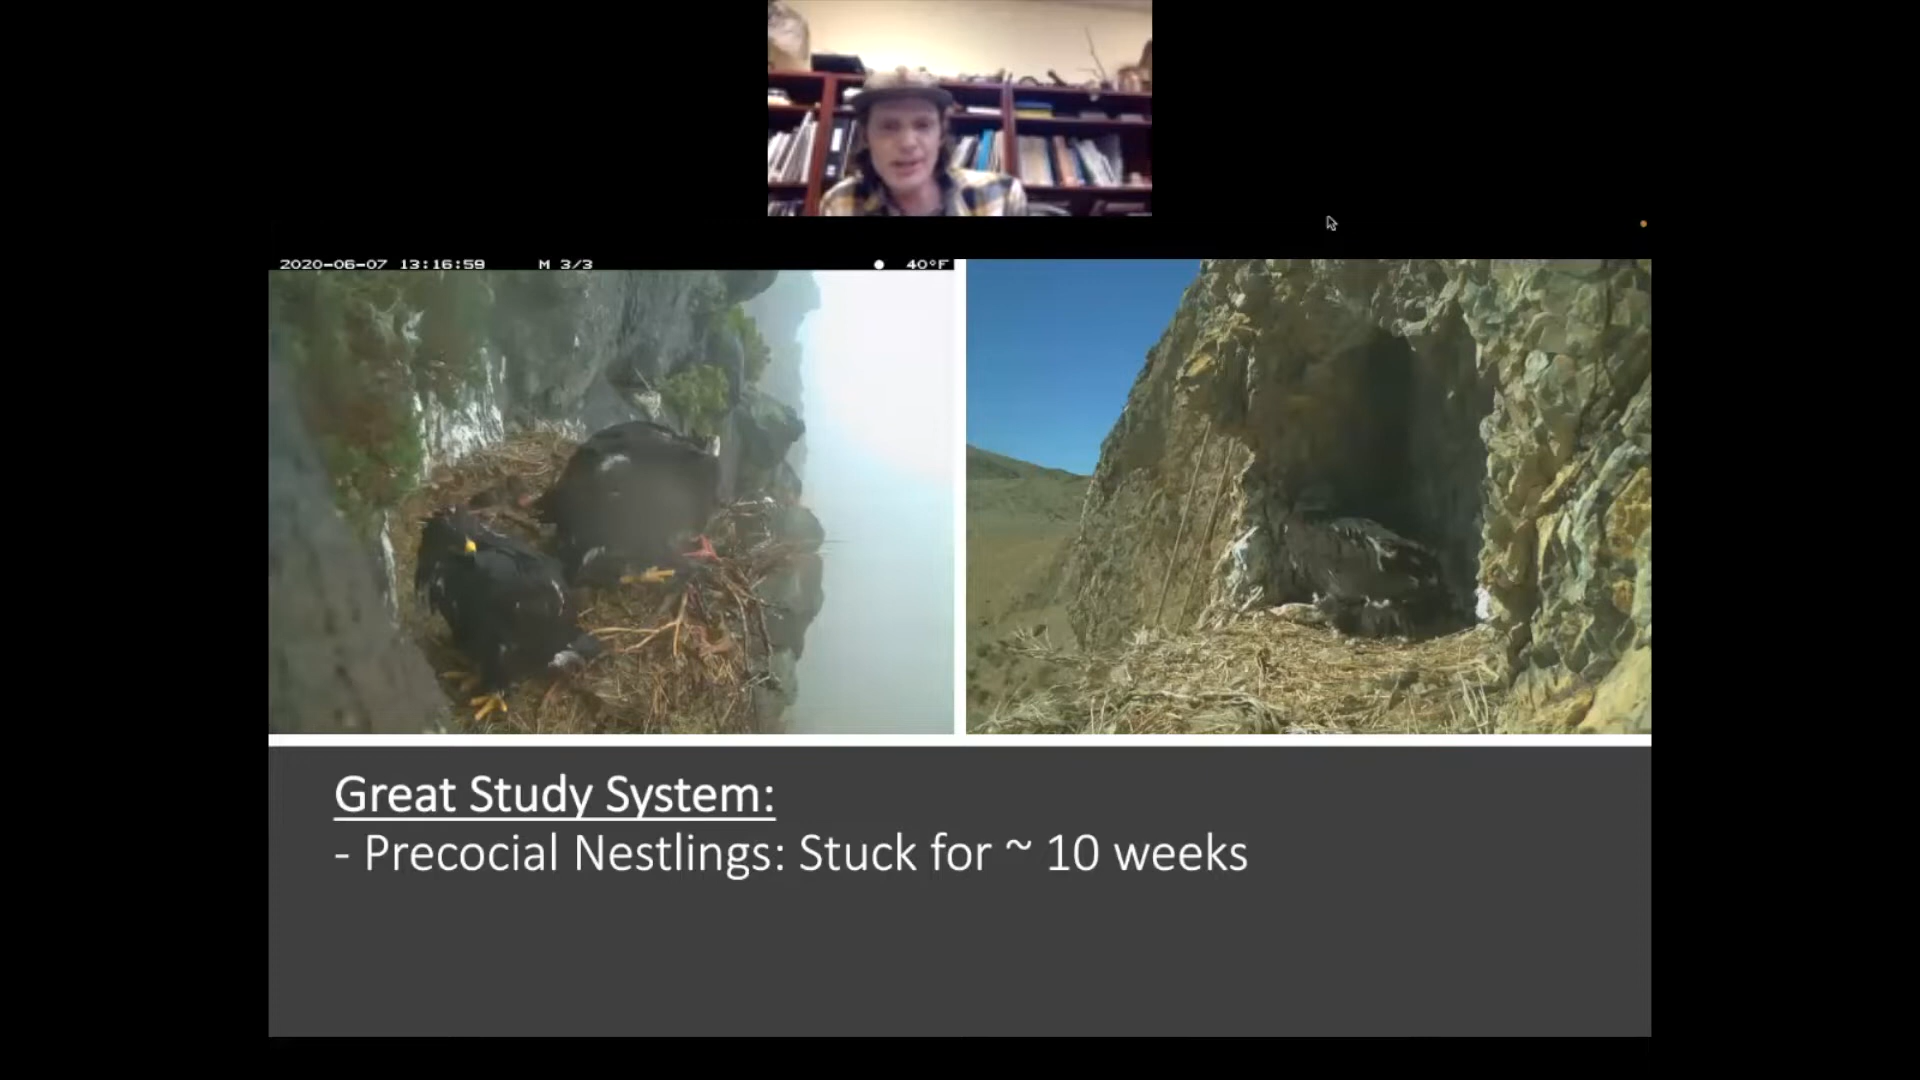 2020-06-07 13:16:59 M 3/3 40°F
Great Study System:
- Precocial Nestlings: Stuck for ~ 10 weeks